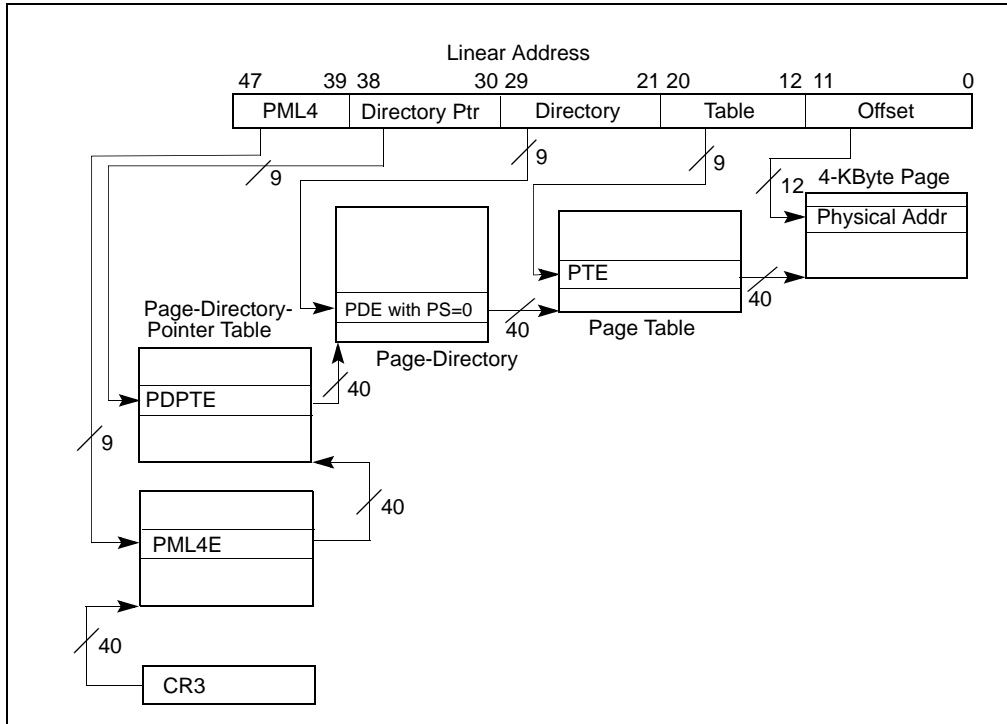 Linear Address
47 39 38 30 29 21 20 12 11 0
PML4 Directory Ptr Directory Table Offset
9 9 9 12 4-KByte Page
Physical Addr
PTE
40
PDE with PS=0
40
Page Table
Page-Directory-
Pointer Table
Page-Directory
40
PDPTE
9
40
PML4E
40
CR3